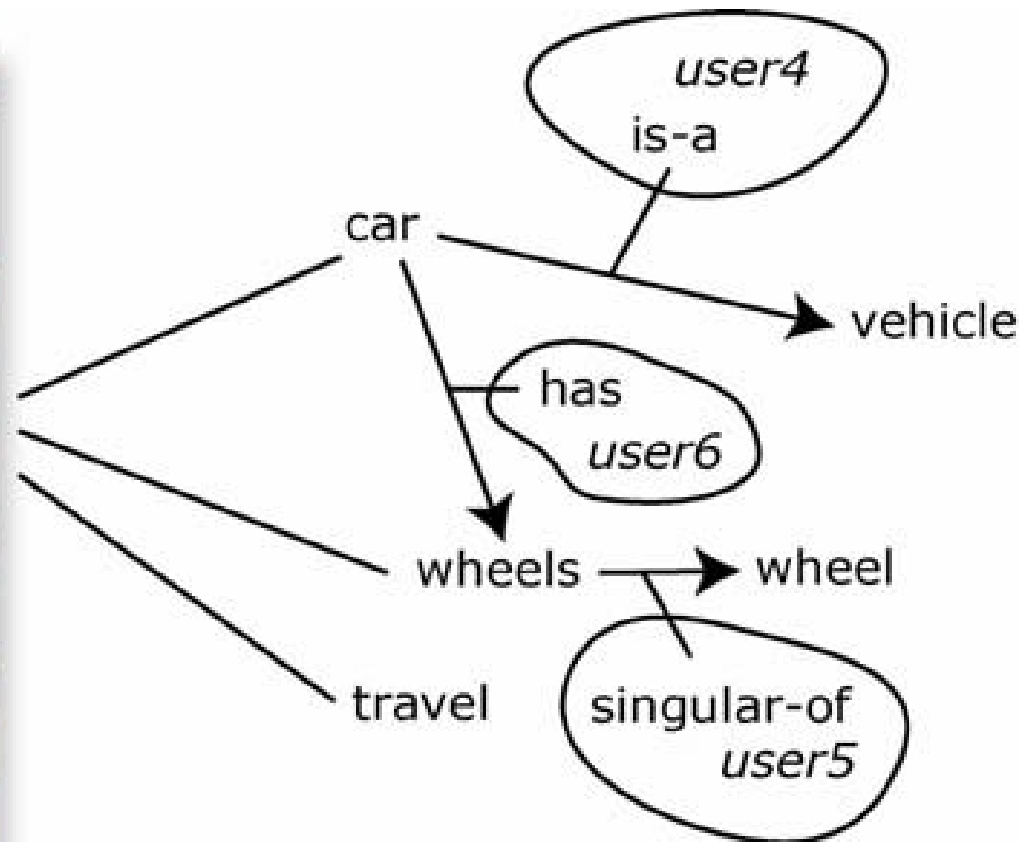 user4
is-a
car
vehicle
has
user6
wheels
wheel
travel
singular-of
user5